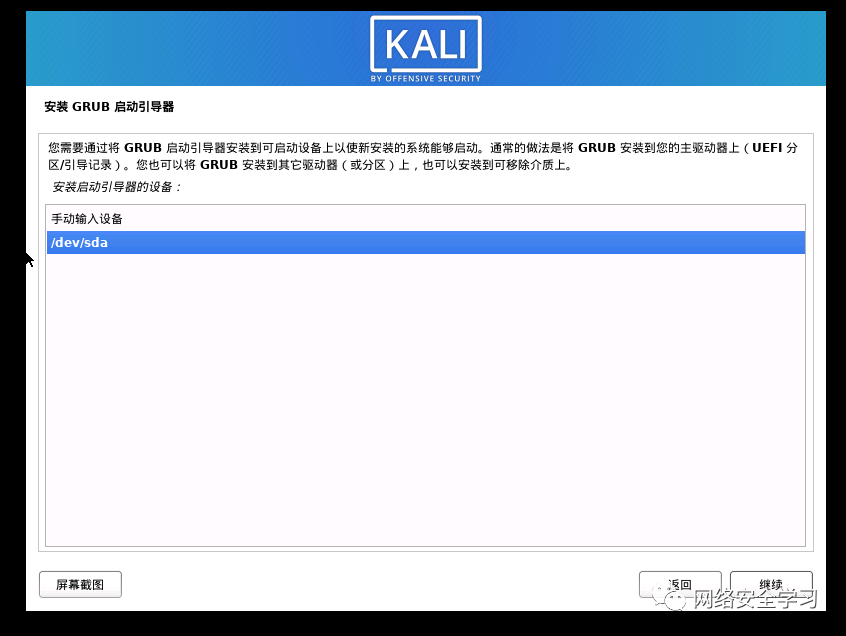 KALI
BY OFFENSIVE SECURITY
安装 GRUB 启动引导器
您需要通过将 GRUB 启动引导器安装到可启动设备上以使新安装的系统能够启动。通常的做法是将 GRUB 安装到您的主驱动器上（UEFI 分
区/引导记录）。您也可以将 GRUB 安装到其它驱动器（或分区）上，也可以安装到可移除介质上。
安装启动引导器的设备：
手动输入设备
/dev/sda
屏幕截图
返回
继续
网络安全学习